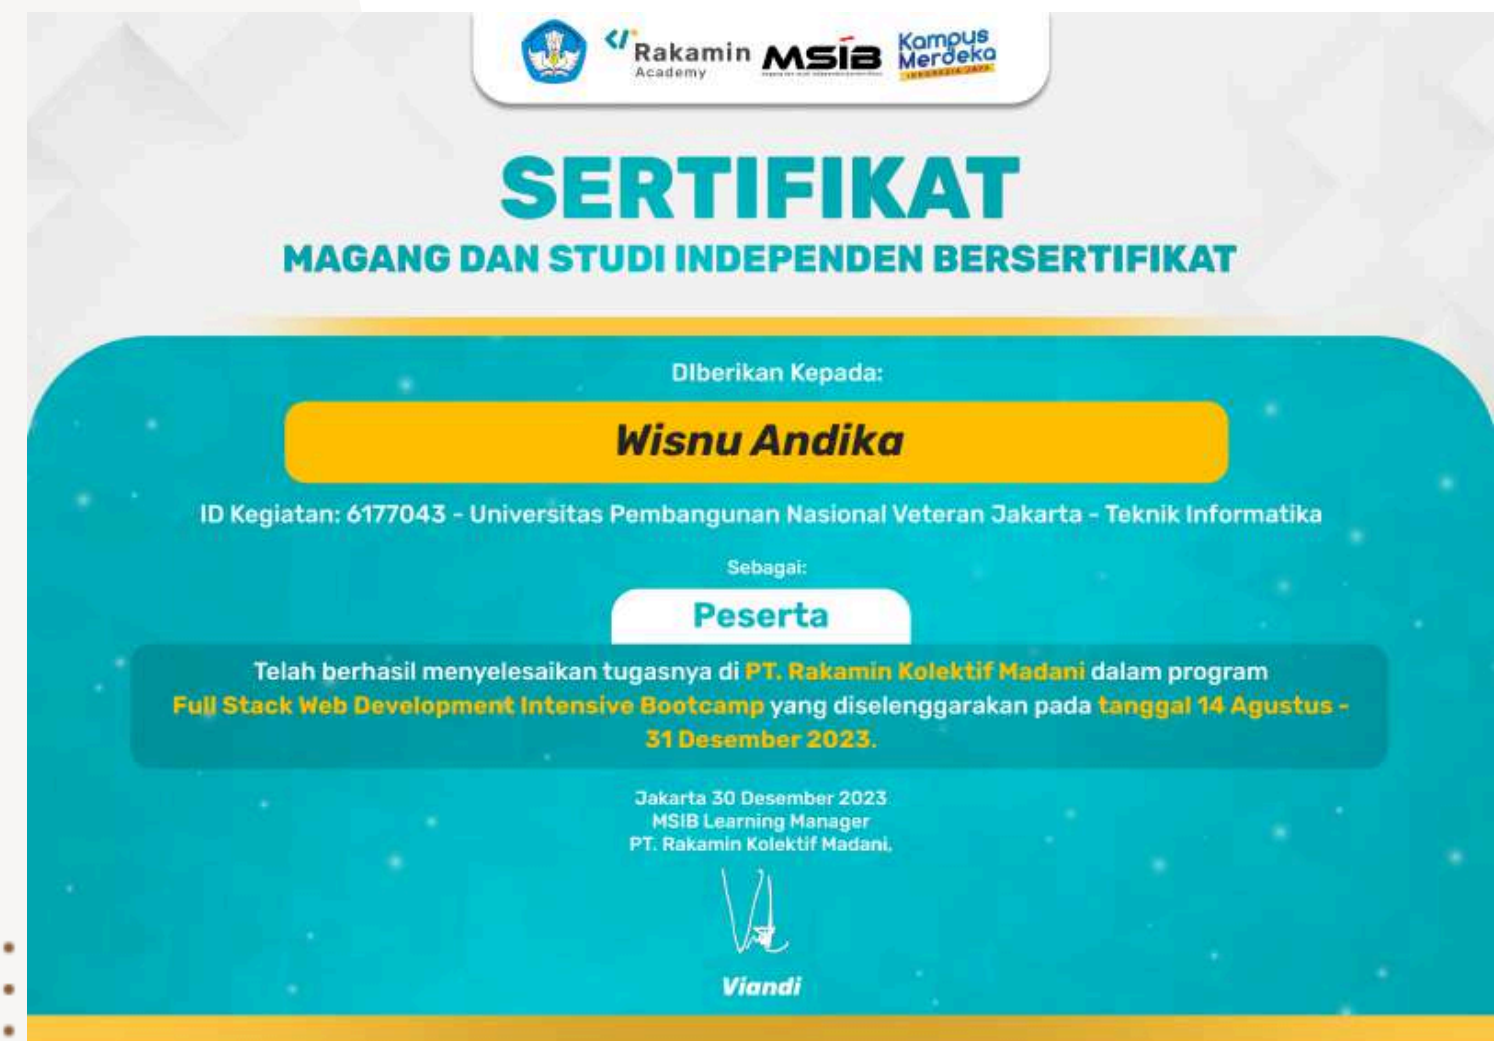 Rakamin
Academy
MSIB
Kampus
Merdeka
INDONESIA JAYA
SERTIFIKAT
MAGANG DAN STUDI INDEPENDEN BERSERTIFIKAT
DIberikan Kepada:
Wisnu Andika
ID Kegiatan: 6177043 - Universitas Pembangunan Nasional Veteran Jakarta - Teknik Informatika
Sebagai:
Peserta
Telah berhasil menyelesaikan tugasnya di PT. Rakamin Kolektif Madani dalam program
Full Stack Web Development Intensive Bootcamp yang diselenggarakan pada tanggal 14 Agustus -
31 Desember 2023.
Jakarta 30 Desember 2023
MSIB Learning Manager
PT. Rakamin Kolektif Madani,
Viandi